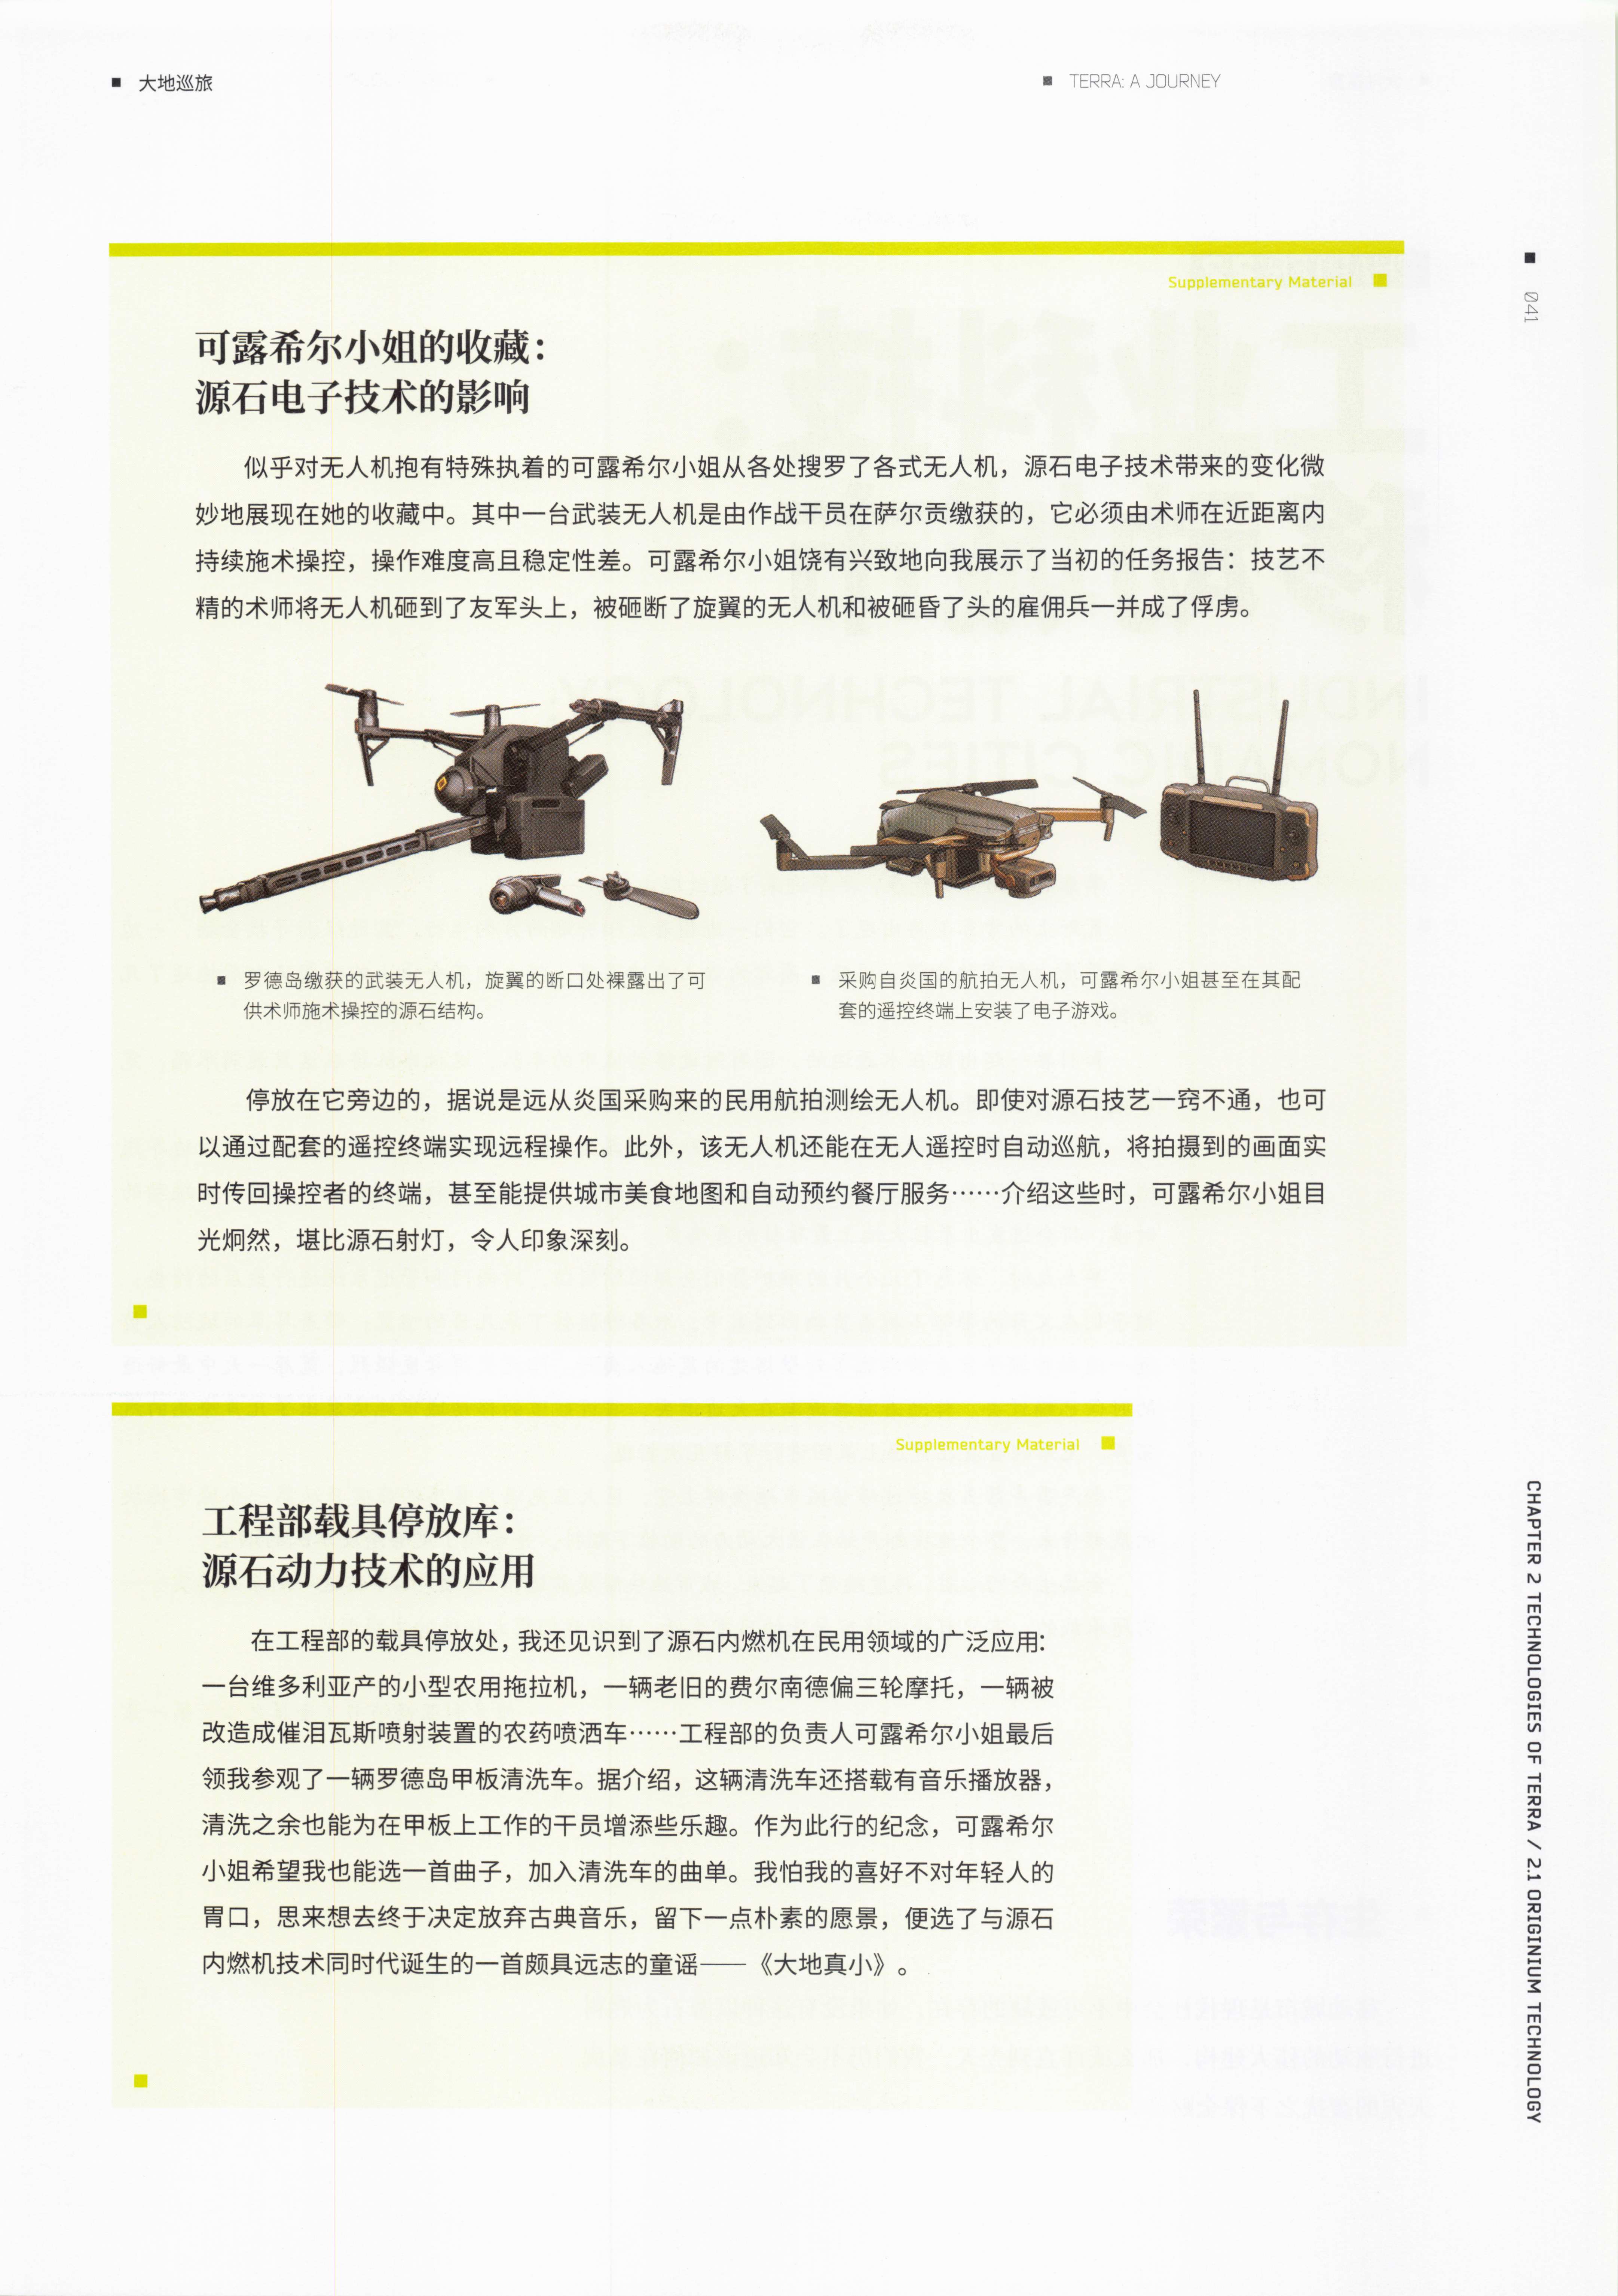 大地巡旅
TERRA: A JOURNEY
041
Supplementary Material
可露希尔小姐的收藏：
源石电子技术的影响
似乎对无人机抱有特殊执着的可露希尔小姐从各处搜罗了各式无人机，源石电子技术带来的变化微
妙地展现在她的收藏中。其中一台武装无人机是由作战干员在萨尔贡缴获的，它必须由术师在近距离内
持续施术操控，操作难度高且稳定性差。可露希尔小姐饶有兴致地向我展示了当初的任务报告：技艺不
精的术师将无人机砸到了友军头上，被砸断了旋翼的无人机和被砸昏了头的雇佣兵一并成了俘虏。
罗德岛缴获的武装无人机，旋翼的断口处裸露出了可
供术师施术操控的源石结构。
采购自炎国的航拍无人机，可露希尔小姐甚至在其配
套的遥控终端上安装了电子游戏。
停放在它旁边的，据说是远从炎国采购来的民用航拍测绘无人机。即使对源石技艺一窍不通，也可
以通过配套的遥控终端实现远程操作。此外，该无人机还能在无人遥控时自动巡航，将拍摄到的画面实
时传回操控者的终端，甚至能提供城市美食地图和自动预约餐厅服务……介绍这些时，可露希尔小姐目
光炯然，堪比源石射灯，令人印象深刻。
Supplementary Material
工程部载具停放库：
源石动力技术的应用
在工程部的载具停放处，我还见识到了源石内燃机在民用领域的广泛应用：
一台维多利亚产的小型农用拖拉机，一辆老旧的费尔南德偏三轮摩托，一辆被
改造成催泪瓦斯喷射装置的农药喷洒车……工程部的负责人可露希尔小姐最后
领我参观了一辆罗德岛甲板清洗车。据介绍，这辆清洗车还搭载有音乐播放器，
清洗之余也能为在甲板上工作的干员增添些乐趣。作为此行的纪念，可露希尔
小姐希望我也能选一首曲子，加入清洗车的曲单。我怕我的喜好不对年轻人的
胃口，思来想去终于决定放弃古典音乐，留下一点朴素的愿景，便选了与源石
内燃机技术同时代诞生的一首颇具远志的童谣——《大地真小》。
CHAPTER 2 TECHNOLOGIES OF TERRA / 2.1 ORIGINIUM TECHNOLOGY